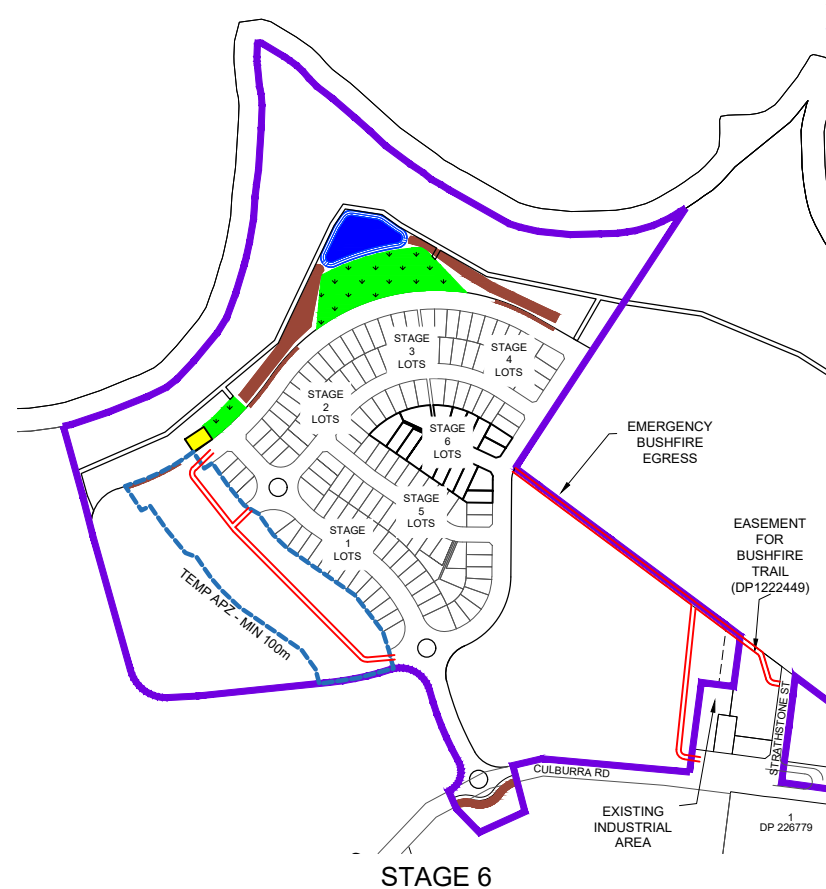 STAGE
3
LOTS
STAGE
4
LOTS
STAGE
2
LOTS
STAGE
6
LOTS
EMERGENCY
BUSHFIRE
EGRESS
STAGE
5
LOTS
STAGE
1
LOTS
EASEMENT
FOR
BUSHFIRE
TRAIL
(DP1222449)
TEMP APZ - MIN 100m
STRATHSTONE ST
CULBURRA RD
EXISTING
INDUSTRIAL
AREA
1
DP 226779
STAGE 6